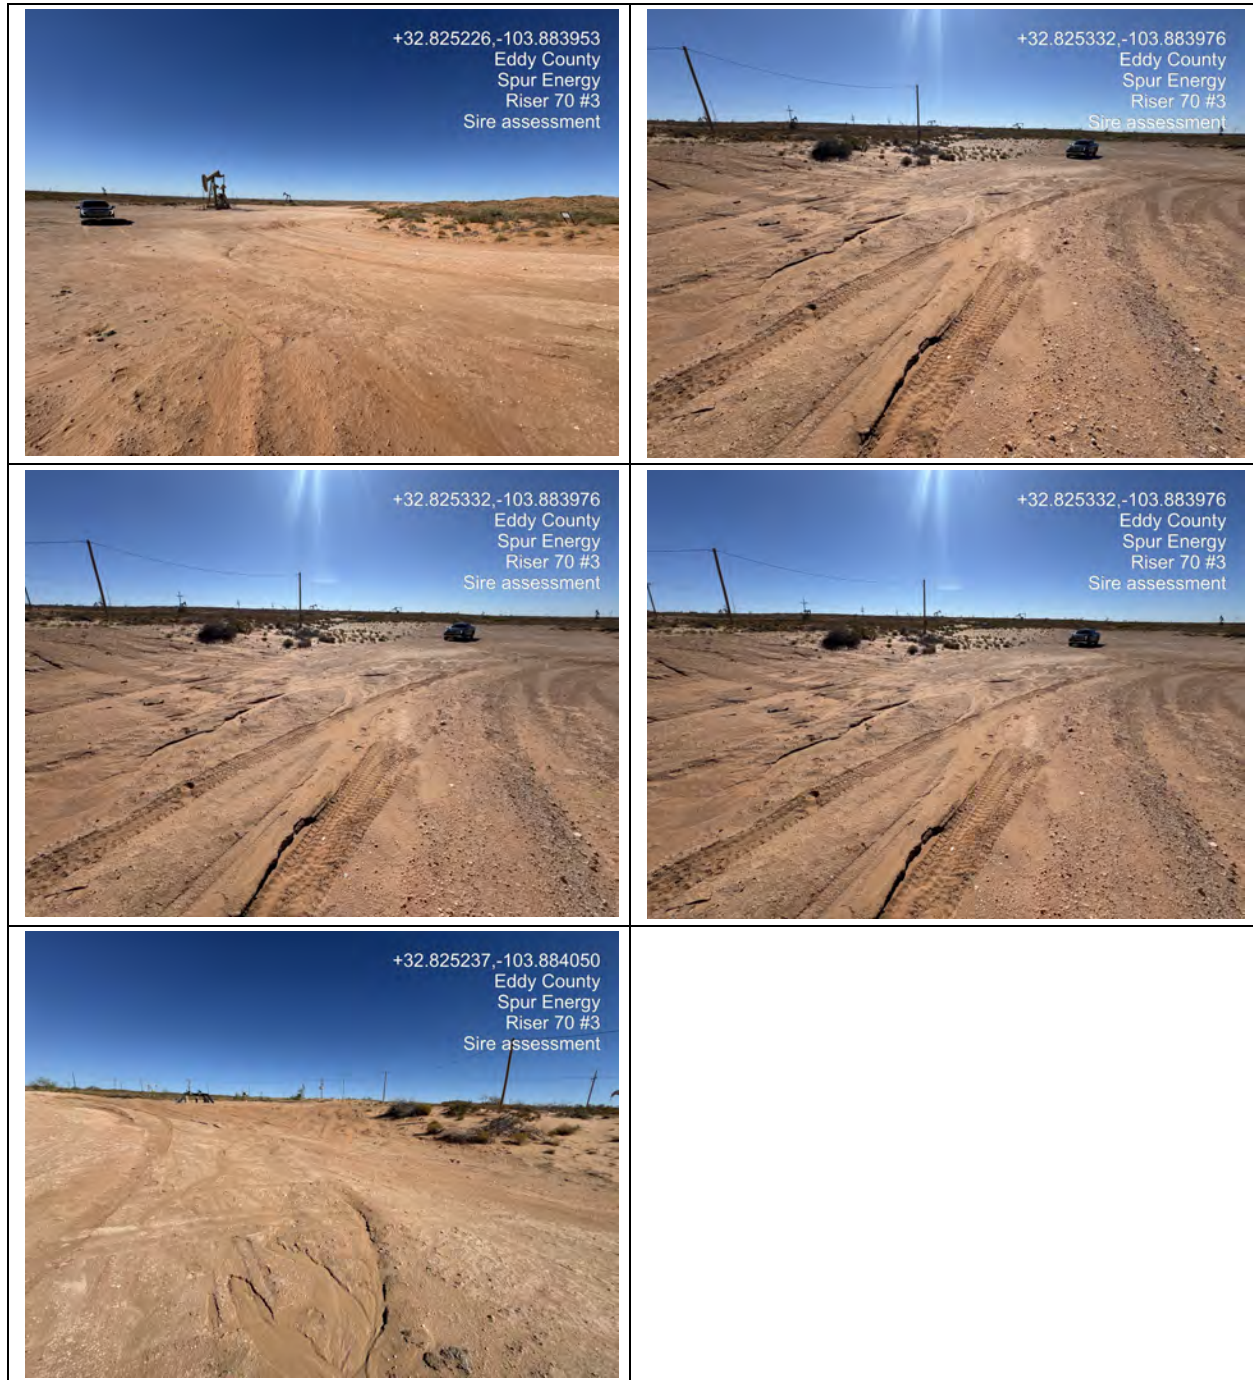 +32.825226,-103.883953
Eddy County
Spur Energy
Riser 70 #3
Sire assessment
+32.825332,-103.883976
Eddy County
Spur Energy
Riser 70 #3
Sire assessment
+32.825332,-103.883976
Eddy County
Spur Energy
Riser 70 #3
Sire assessment
+32.825332,-103.883976
Eddy County
Spur Energy
Riser 70 #3
Sire assessment
+32.825237,-103.884050
Eddy County
Spur Energy
Riser 70 #3
Sire assessment